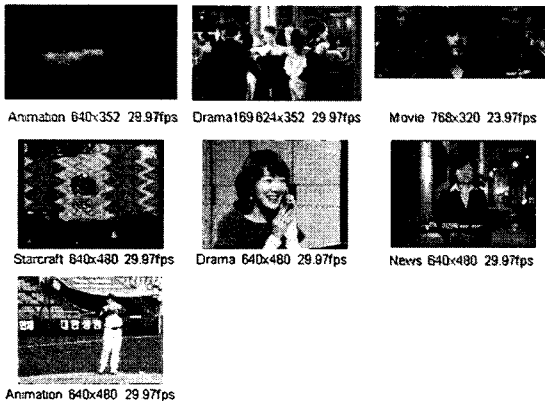 Animation 640x352 29.97fps
Drama169 624x352 29.97fps
Movie 768x320 23.97fps
Starcraft 640x480 29.97fps
Drama 640x480 29.97fps
News 640x480 29.97fps
Animation 640x480 29.97fps